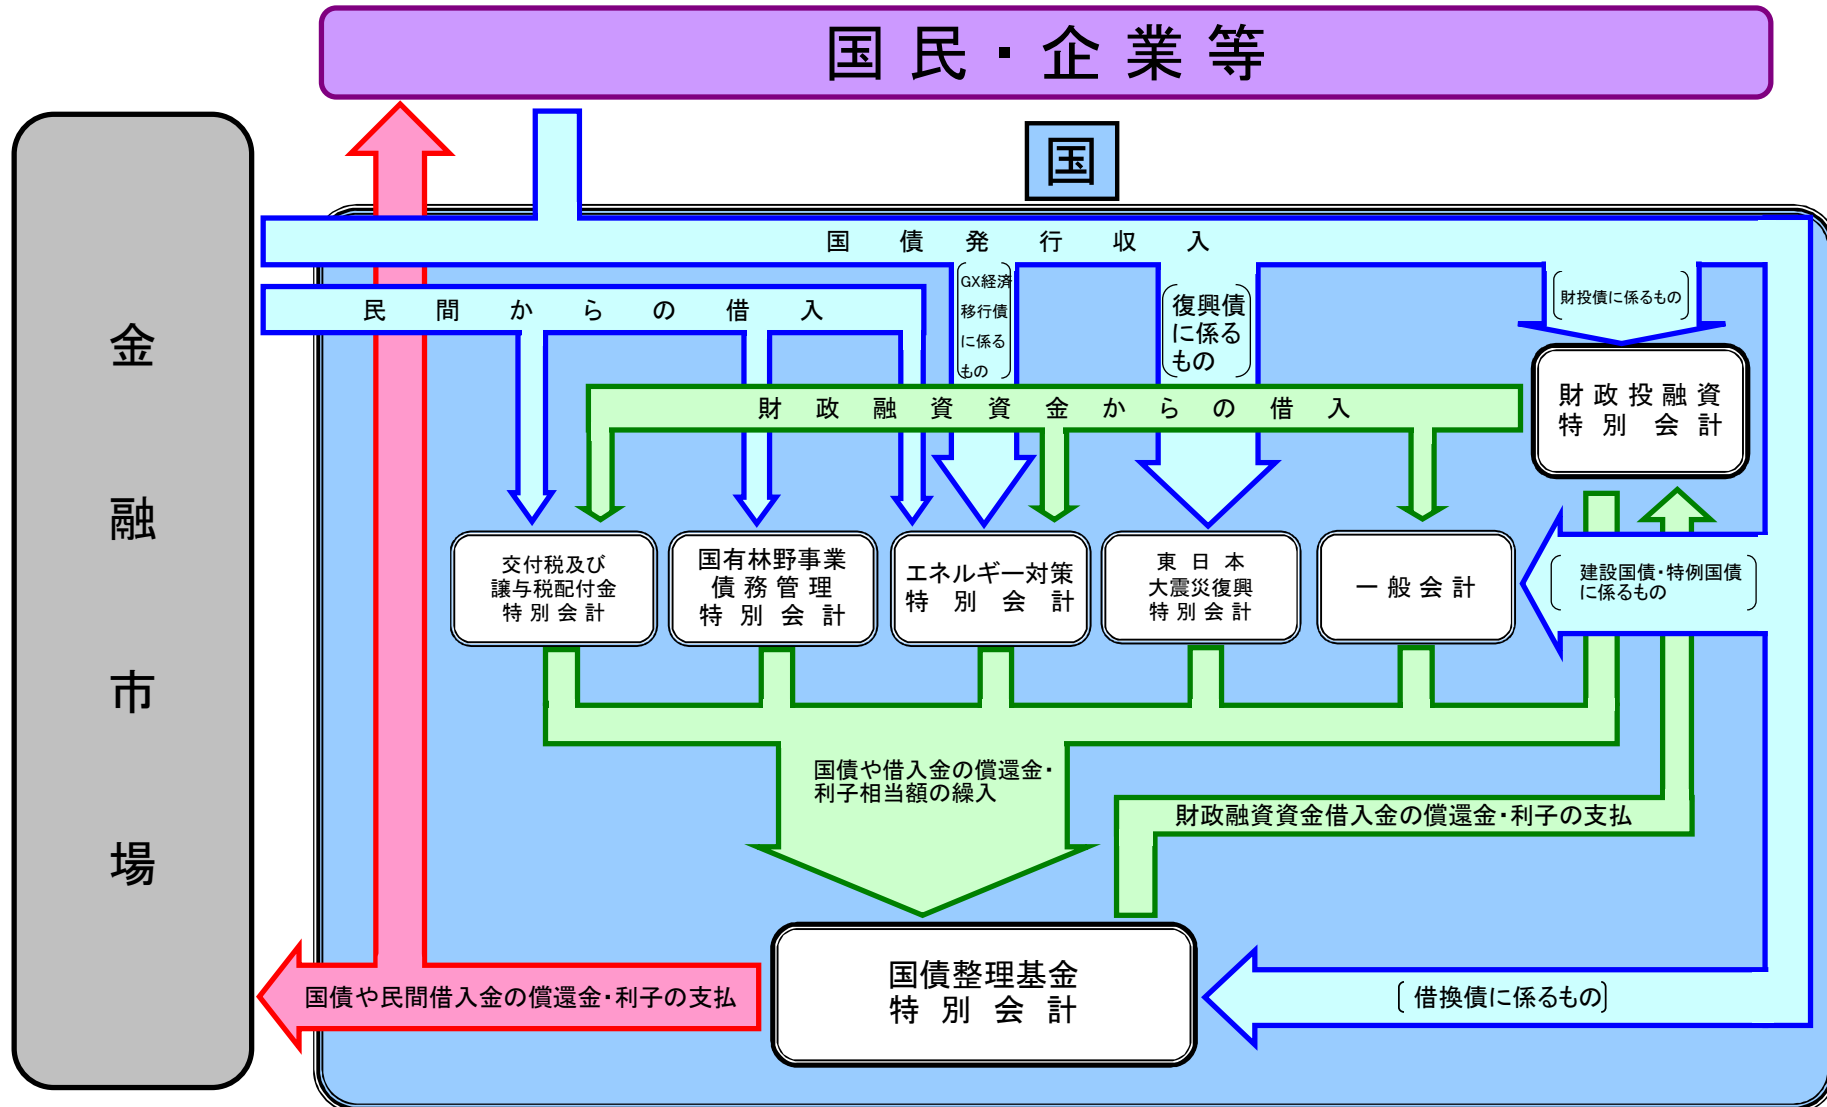 国民・企業等
国
金融市場
国債発行収入
民間からの借入
GX経済
移行債
に係る
もの
復興債
に係る
もの
財投債に係るもの
財政投融資
特別会計
財政融資資金からの借入
交付税及び
譲与税配付金
特別会計
国有林野事業
債務管理
特別会計
エネルギー対策
特別会計
東日本
大震災復興
特別会計
一般会計
建設国債・特例国債
に係るもの
国債や借入金の償還金・
利子相当額の繰入
財政融資資金借入金の償還金・利子の支払
国債整理基金
特別会計
国債や民間借入金の償還金・利子の支払
借換債に係るもの